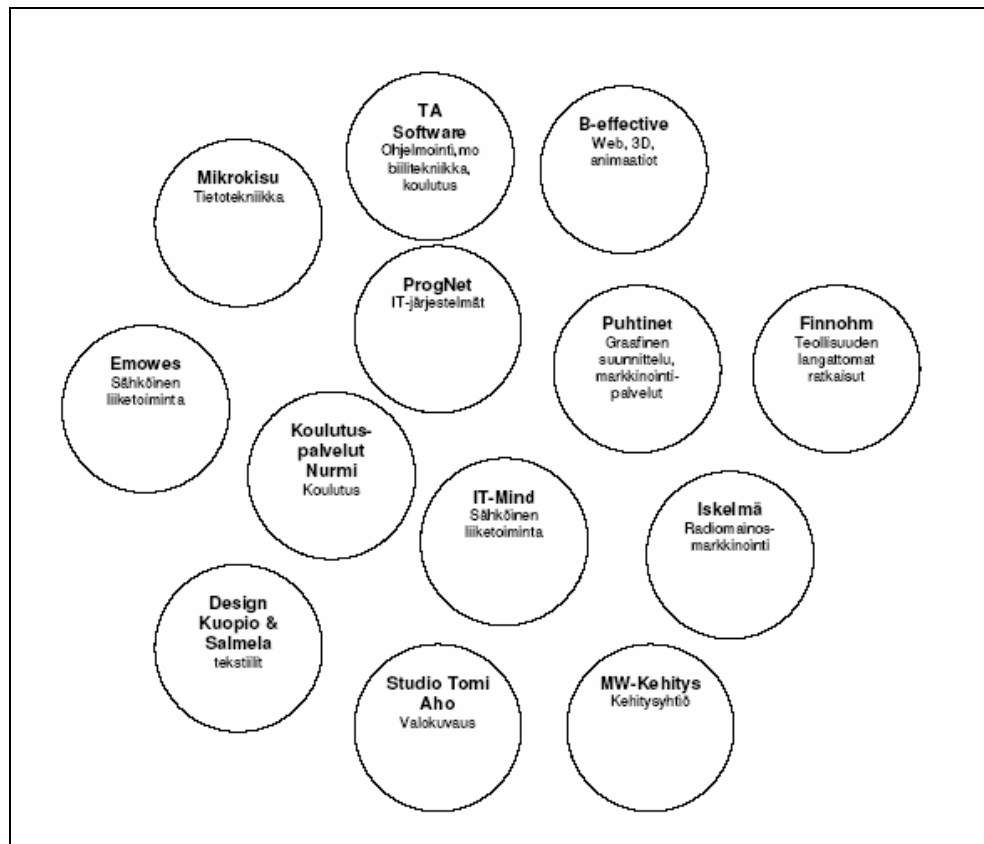 TA
Software
Ohjelmointi,mo
biilitekniikka,
koulutus
B-effective
Web, 3D,
animaatiot
Mikrokisu
Tietotekniikka
ProgNet
IT-järjestelmät
Puhtinet
Graafinen
suunnittelu,
markkinointi-
palvelut
Finnohm
Teollisuuden
langattomat
ratkaisut
Emowes
Sähköinen
liiketoiminta
Koulutus-
palvelut
Nurmi
Koulutus
IT-Mind
Sähköinen
liiketoiminta
Iskelmä
Radiomainos-
markkinointi
Design
Kuopio &
Salmela
tekstiilit
Studio Tomi
Aho
Valokuvaus
MW-Kehitys
Kehitysyhtiö